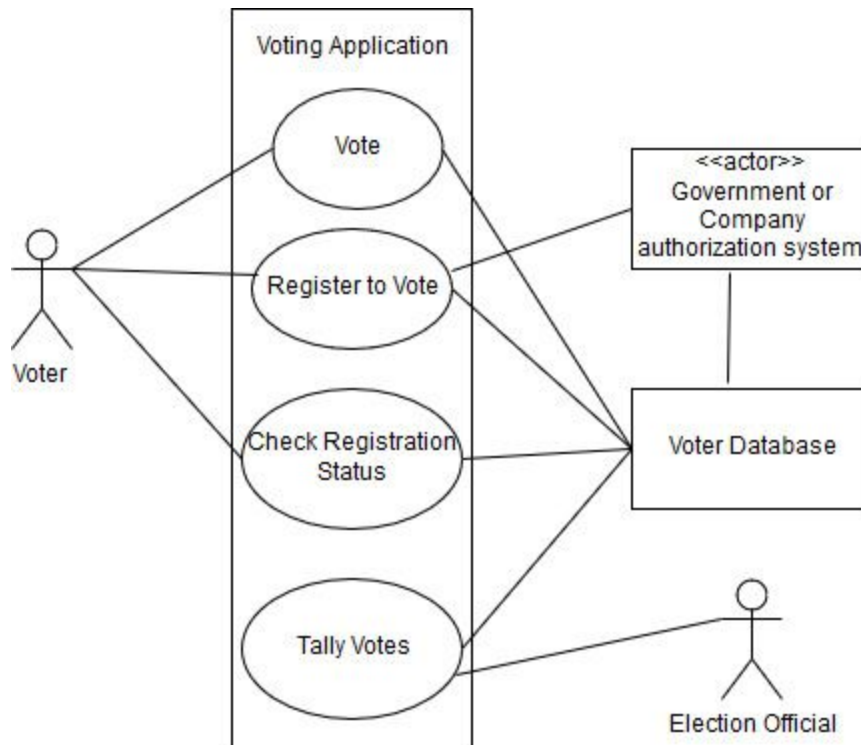 Voting Application
Vote
<<actor>>
Government or
Company
authorization system
Register to Vote
Voter
Check Registration
Status
Voter Database
Tally Votes
Election Official